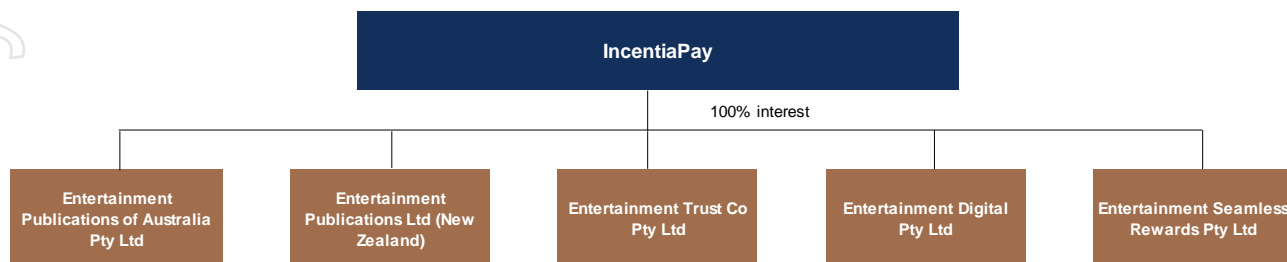 IncentiaPay
100% interest
Entertainment
Publications of Australia
Pty Ltd
Entertainment
Publications Ltd (New
Zealand)
Entertainment Trust Co
Pty Ltd
Entertainment Digital
Pty Ltd
Entertainment Seamless
Rewards Pty Ltd